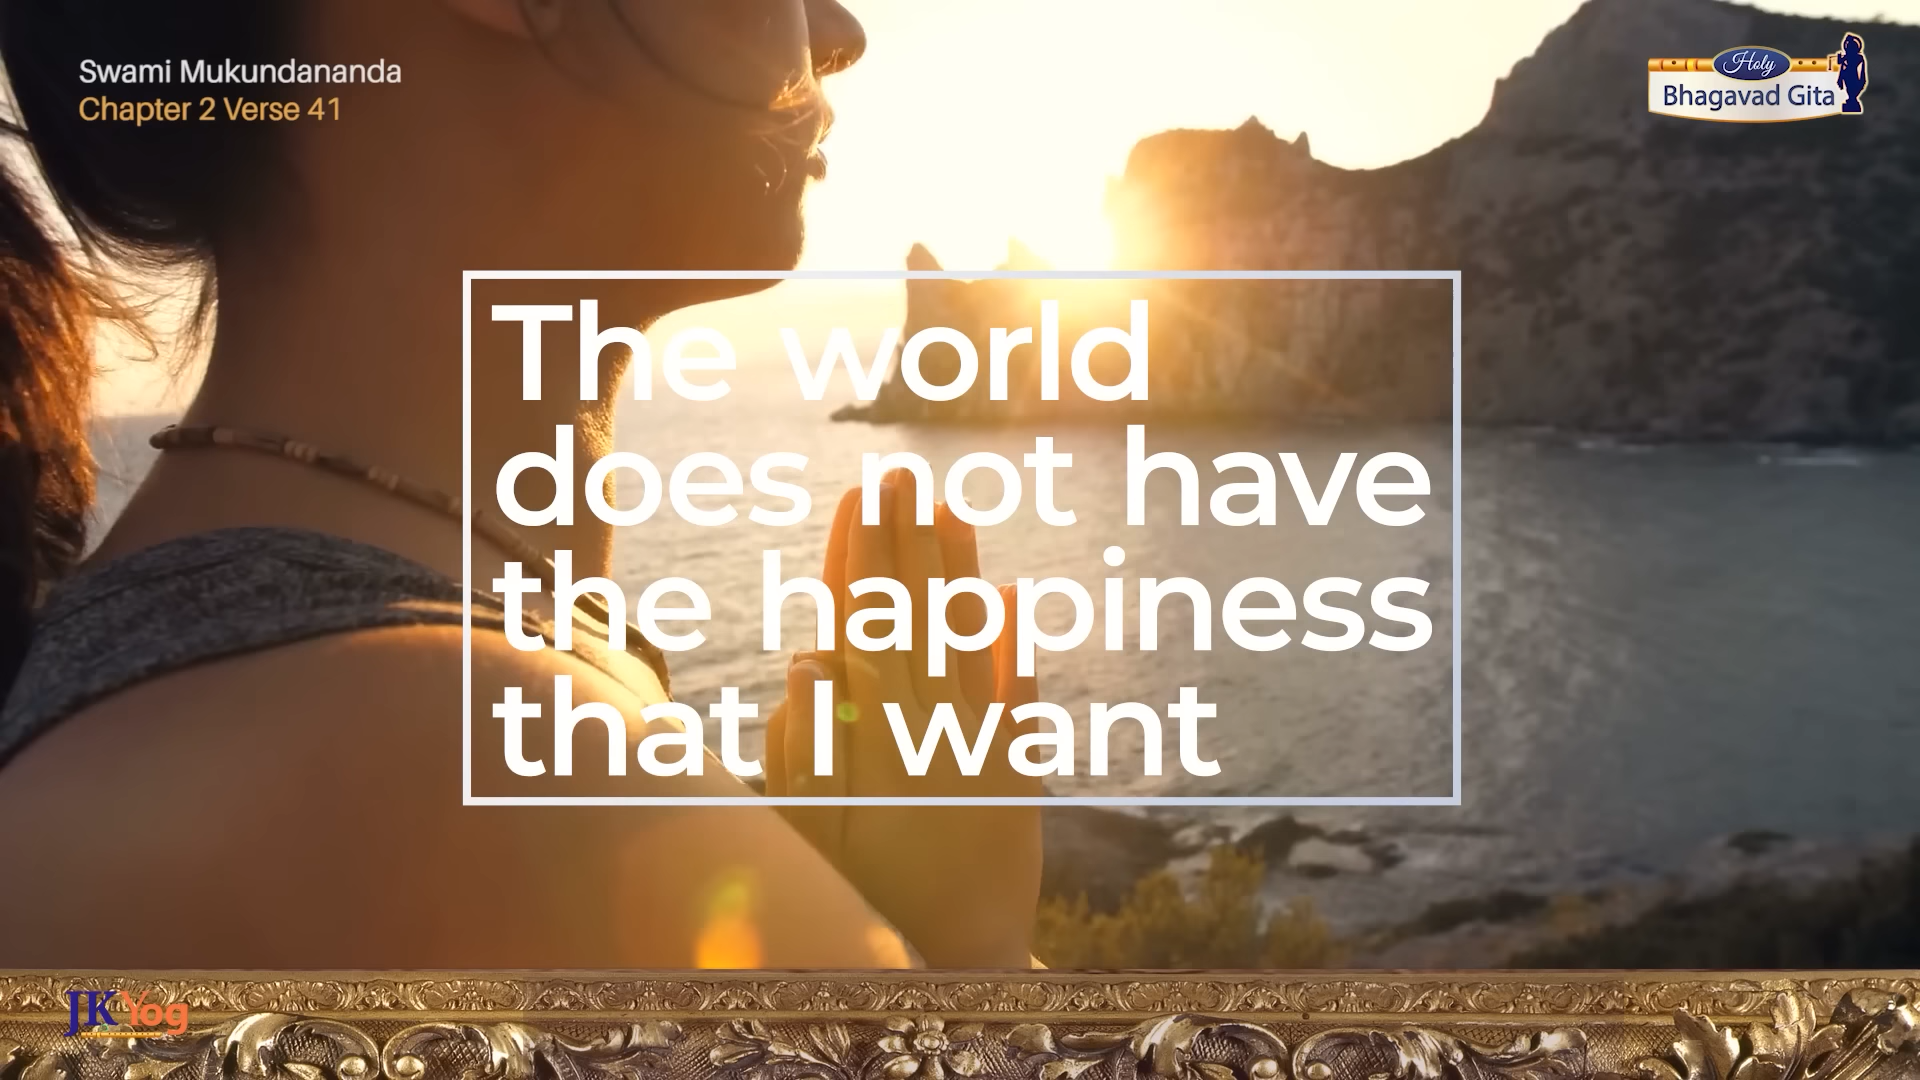 Swami Mukundananda
Chapter 2 Verse 41
Holy
Bhagavad Gita
The world
does not have
the happiness
that I want
JKYog